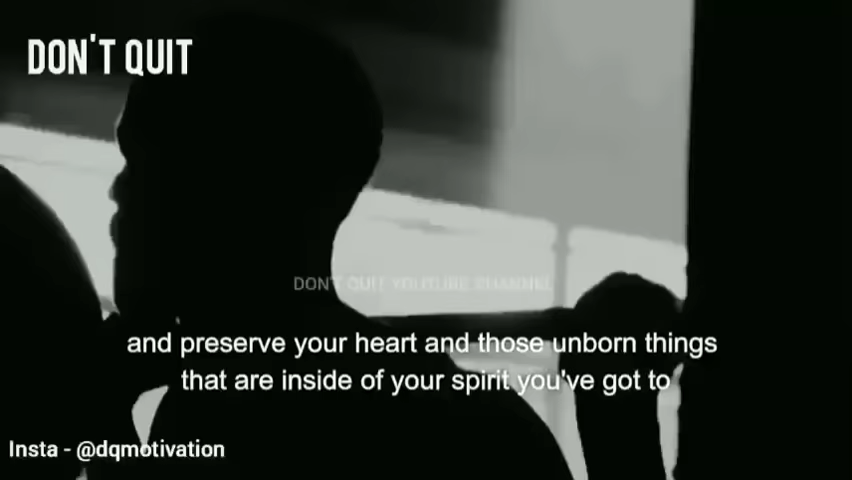 DON'T QUIT
DON'T QUIT YOUTUBE CHANNEL
and preserve your heart and those unborn things
that are inside of your spirit you've got to
Insta - @dqmotivation